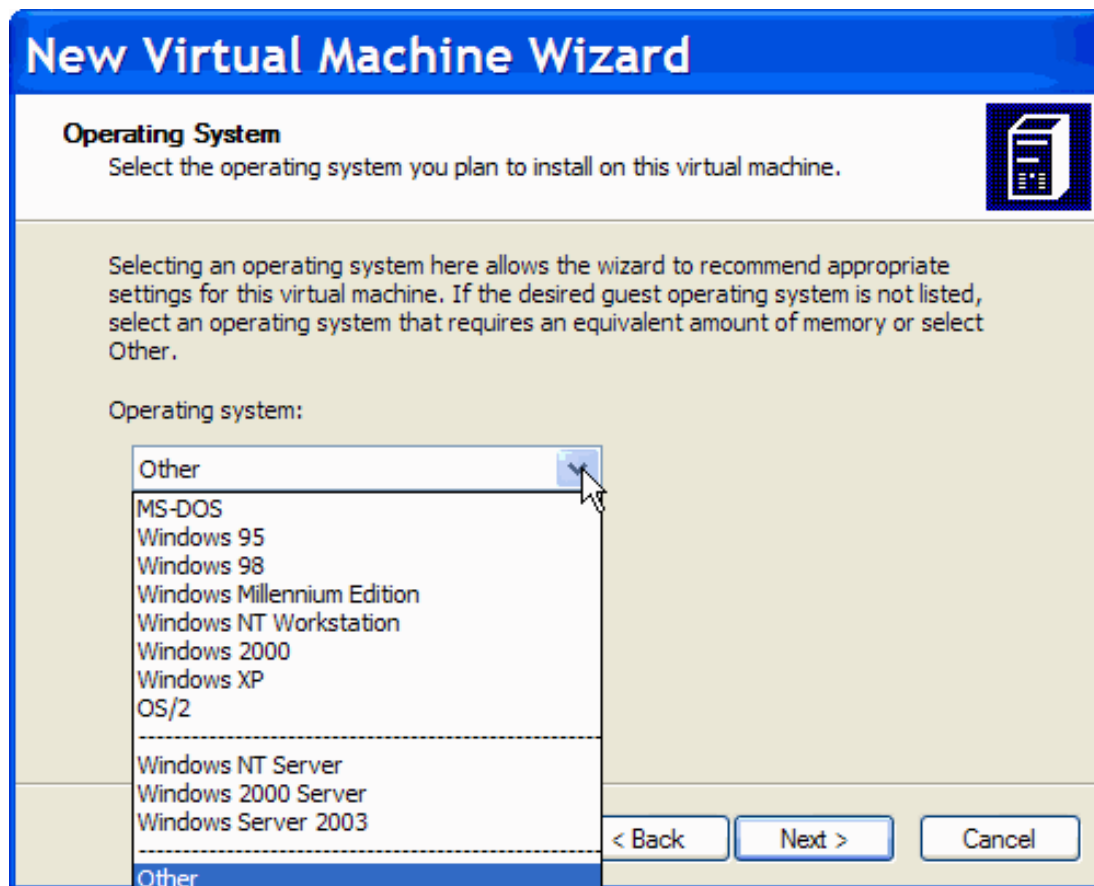 New Virtual Machine Wizard
Operating System
Select the operating system you plan to install on this virtual machine.
Selecting an operating system here allows the wizard to recommend appropriate
settings for this virtual machine. If the desired guest operating system is not listed,
select an operating system that requires an equivalent amount of memory or select
Other.
Operating system:
Other
MS-DOS
Windows 95
Windows 98
Windows Millennium Edition
Windows NT Workstation
Windows 2000
Windows XP
OS/2
Windows NT Server
Windows 2000 Server
Windows Server 2003
Other
< Back
Next >
Cancel